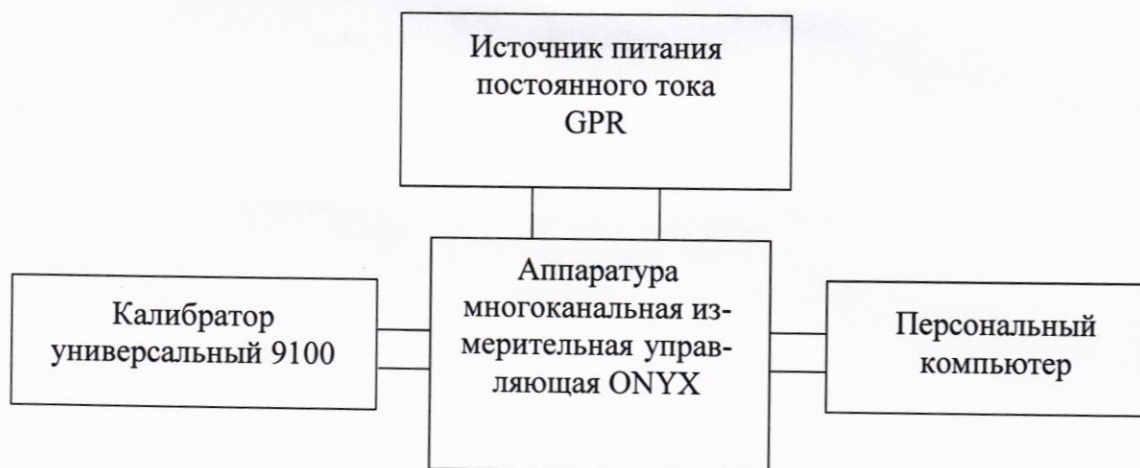 Источник питания
постоянного тока
GPR
Калибратор
универсальный 9100
Аппаратура
многоканальная из-
мерительная управ-
ляющая ONYX
Персональный
компьютер